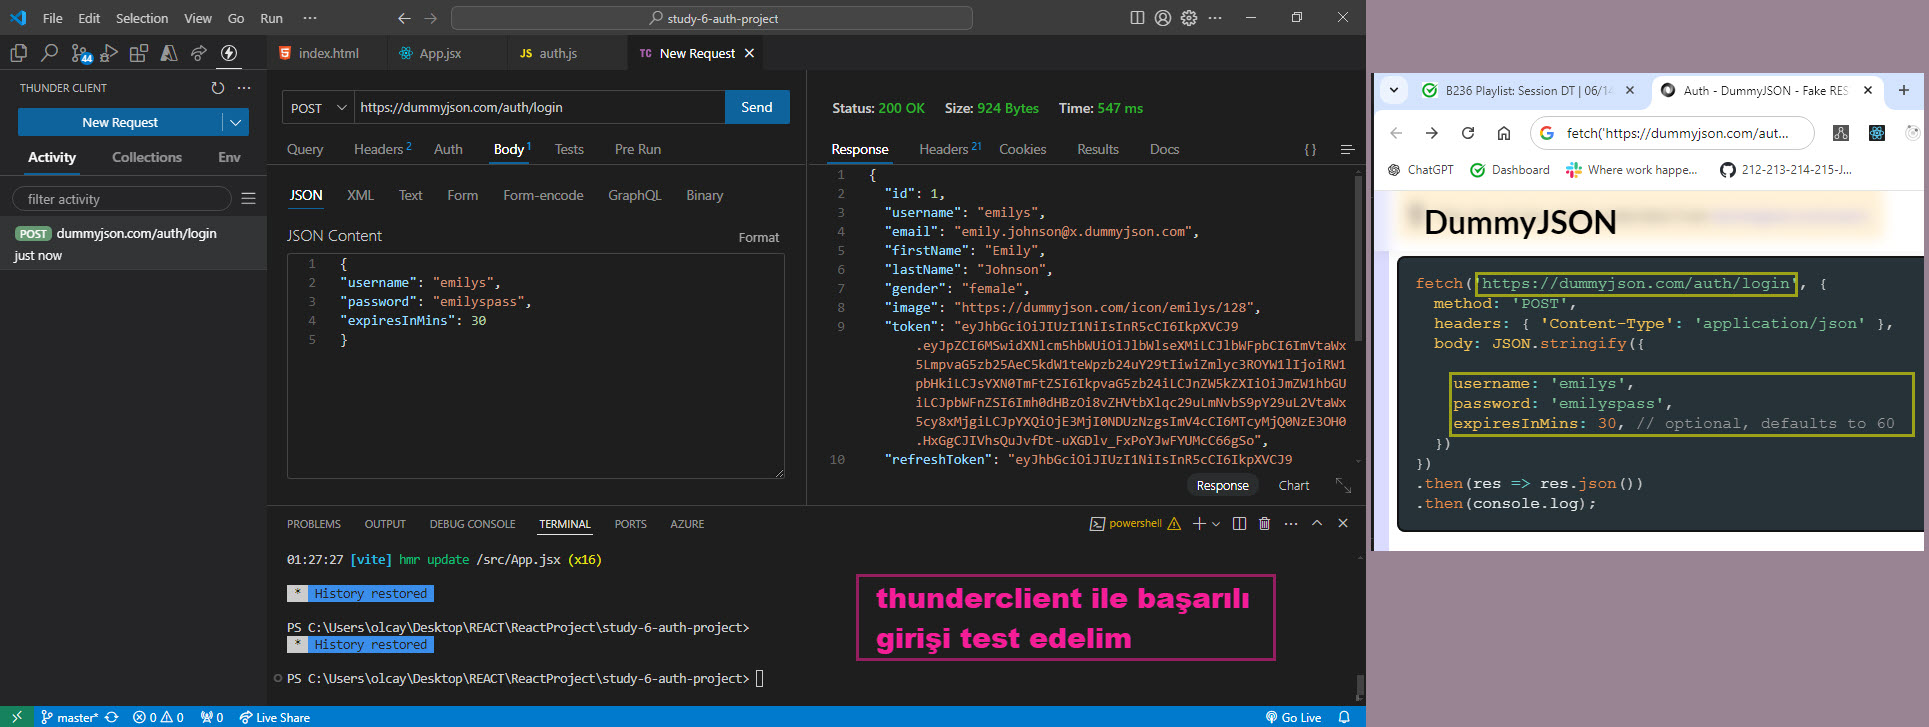 File Edit Selection View Go Run ···
study-6-auth-project
44
index.html
App.jsx
JS auth.js
TC New Request
THUNDER CLIENT
New Request
Activity Collections Env
filter activity
POST dummyjson.com/auth/login
just now
POST https://dummyjson.com/auth/login Send
Query Headers 2 Auth Body 1 Tests Pre Run
JSON XML Text Form Form-encode GraphQL Binary
JSON Content Format
1 {
2 "username": "emilys",
3 "password": "emilyspass",
4 "expiresInMins": 30
5 }
Status: 200 OK Size: 924 Bytes Time: 547 ms
Response Headers 21 Cookies Results Docs { }
1 {
2 "id": 1,
3 "username": "emilys",
4 "email": "emily.johnson@x.dummyjson.com",
5 "firstName": "Emily",
6 "lastName": "Johnson",
7 "gender": "female",
8 "image": "https://dummyjson.com/icon/emilys/128",
9 "token": "eyJhbGciOiJIUzI1NiIsInR5cCI6IkpXVCJ9
.eyJpZCI6MSwidXNlcm5hbWUiOiJlbWlseXMiLCJlbWFpbCI6ImVtaWx
5LmpvaG5zb25AeC5kdW1teWpzb24uY29tIiwiZmlyc3ROYW1lIjoiRW1
pbHkiLCJsYXN0TmFtZSI6IkpvaG5zb24iLCJnZW5kZXIiOiJmZW1hbGU
iLCJpbWFnZSI6Imh0dHBzOi8vZHVtbXlqc29uLmNvbS9pY29uL2VtaWx
5cy8xMjgiLCJpYXQiOjE3MjI0NDUzNzgsImV4cCI6MTcyMjQ0NzE3OH0
.HxGgCJIVhsQuJvfDt-uXGDlv_FxPoYJwFYUMcC66gSo",
10 "refreshToken": "eyJhbGciOiJIUzI1NiIsInR5cCI6IkpXVCJ9
Response Chart
PROBLEMS OUTPUT DEBUG CONSOLE TERMINAL PORTS AZURE
powershell
01:27:27 [vite] hmr update /src/App.jsx (x16)
* History restored
PS C:\Users\olcay\Desktop\REACT\ReactProject\study-6-auth-project>
* History restored
PS C:\Users\olcay\Desktop\REACT\ReactProject\study-6-auth-project>
thunderclient ile başarılı
girişi test edelim
master* 0 0 0 Live Share Go Live
B236 Playlist: Session DT | 06/14
Auth - DummyJSON - Fake RES
fetch('https://dummyjson.com/aut...
ChatGPT Dashboard Where work happe... 212-213-214-215-J...
DummyJSON
fetch('https://dummyjson.com/auth/login', {
method: 'POST',
headers: { 'Content-Type': 'application/json' },
body: JSON.stringify({
username: 'emilys',
password: 'emilyspass',
expiresInMins: 30, // optional, defaults to 60
})
})
.then(res => res.json())
.then(console.log);